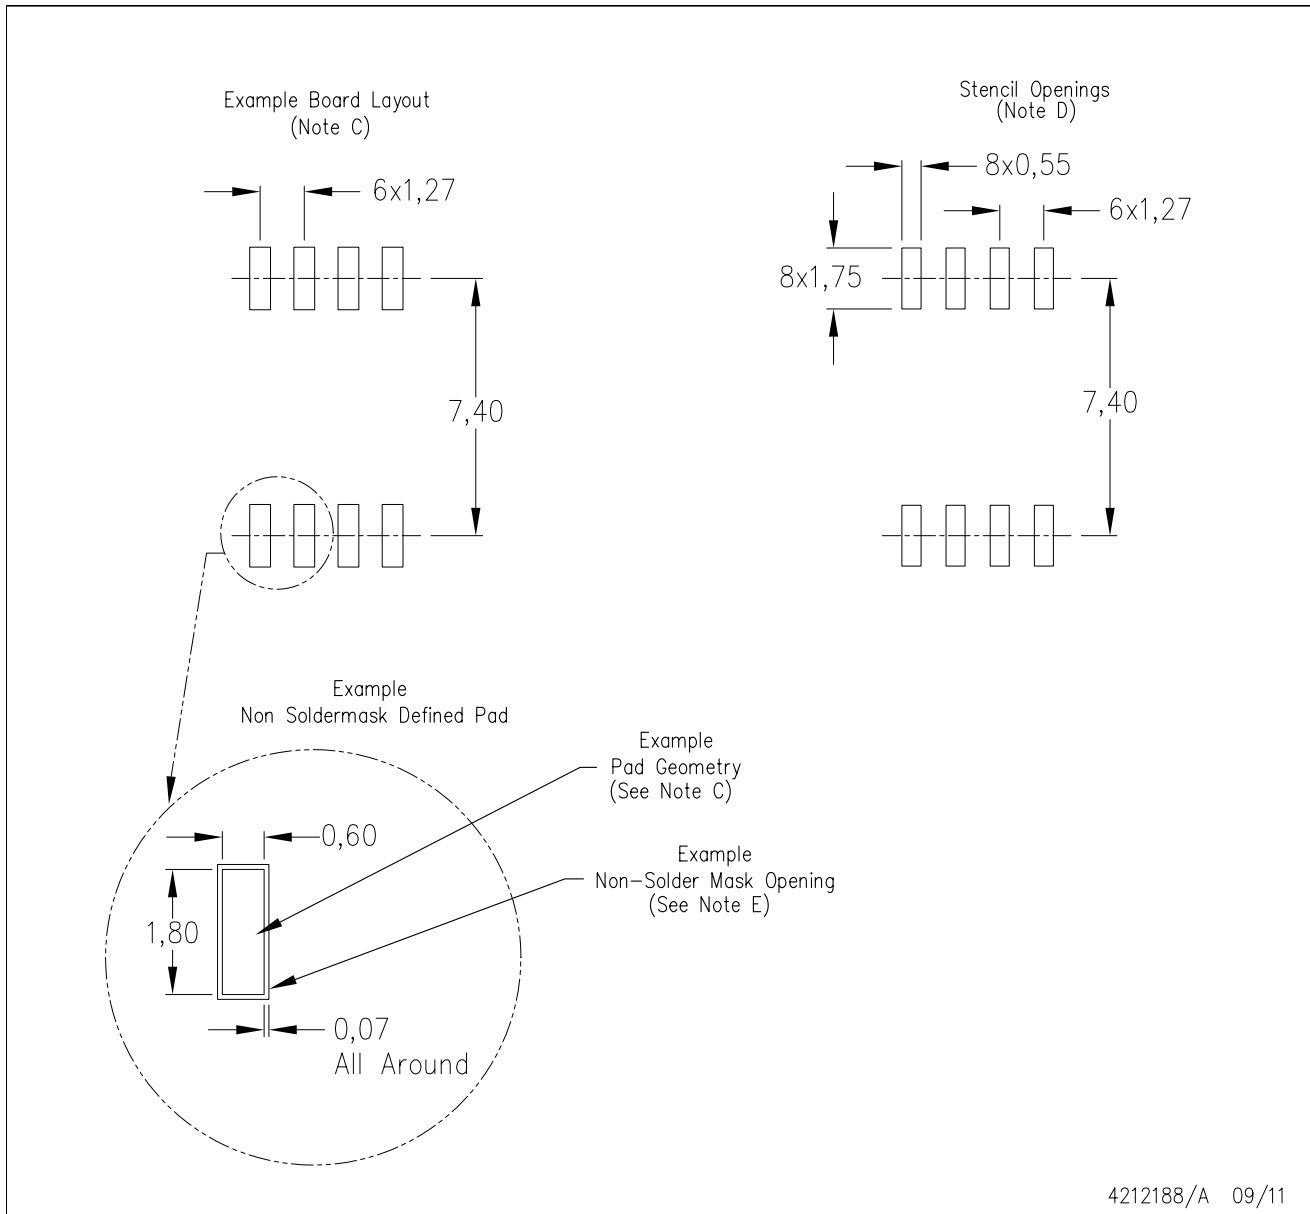 Example Board Layout
(Note C)
6x1,27
7,40
Stencil Openings
(Note D)
8x0,55
6x1,27
8x1,75
7,40
Example
Non Soldermask Defined Pad
Example
Pad Geometry
(See Note C)
0,60
Example
Non-Solder Mask Opening
(See Note E)
1,80
0,07
All Around
4212188/A 09/11